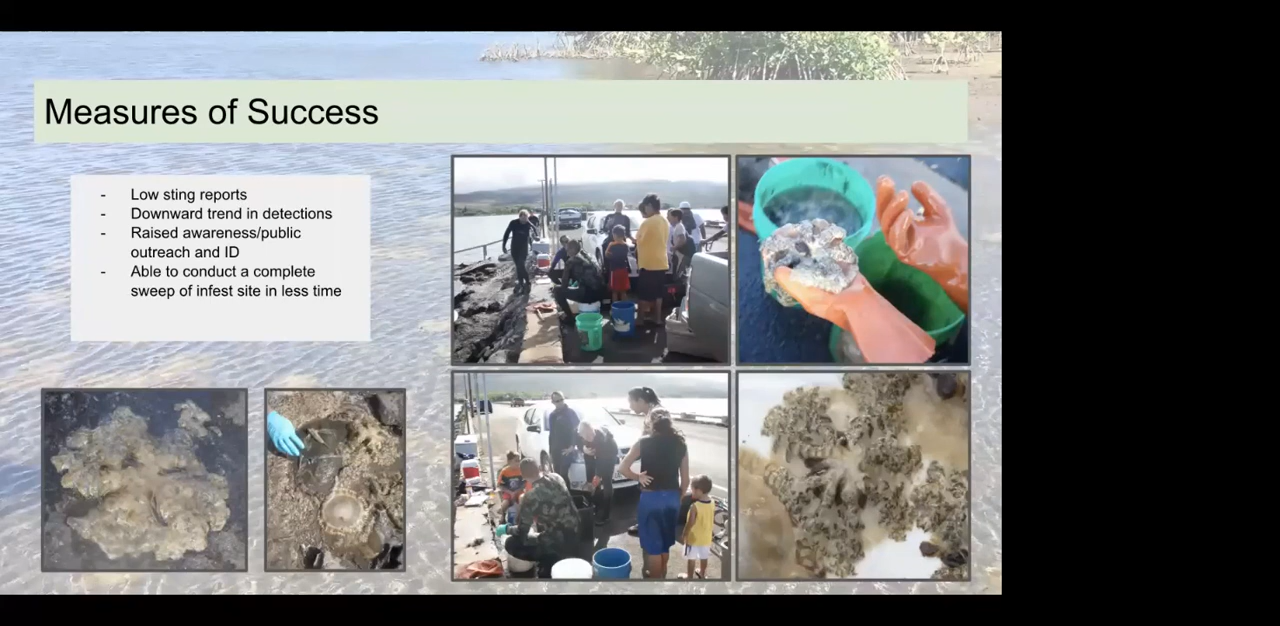 Measures of Success
- Low sting reports
- Downward trend in detections
- Raised awareness/public
outreach and ID
- Able to conduct a complete
sweep of infest site in less time